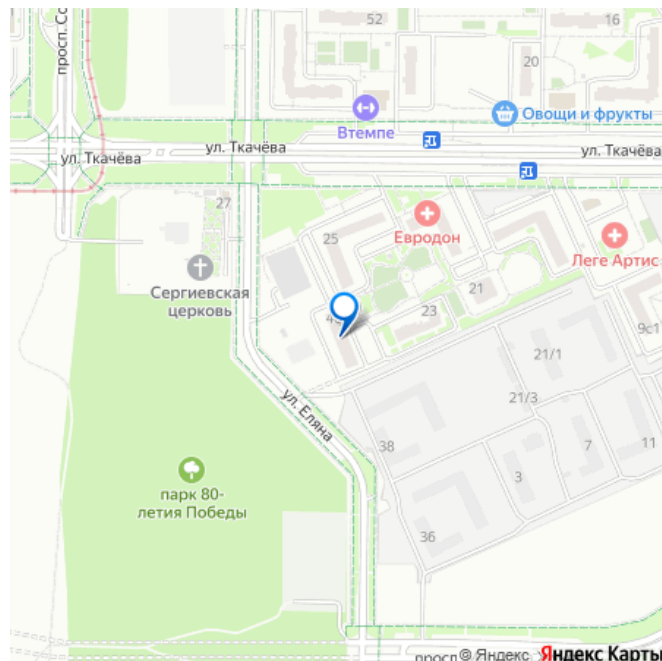 просп. Со
52
16
20
Втемпе
Овощи и фрукты
ул. Ткачёва
ул. Ткачёва
ул. Ткачёва
27
25
Евродон
Леге Артис
Сергиевская
церковь
21
23
9с1
21/1
21/3
ул. Еляна
38
7
11
3
парк 80-
летия Победы
36
просп
© Яндекс
Яндекс Карты